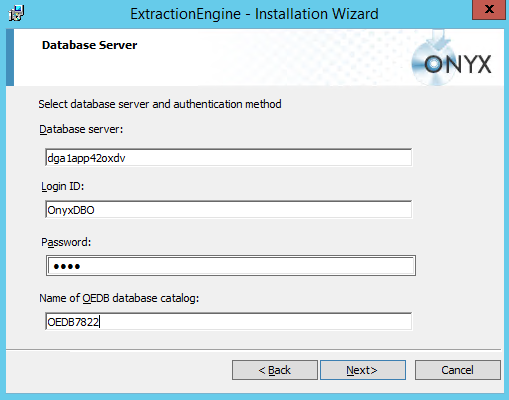 ExtractionEngine - Installation Wizard
x
Database Server
ONYX
Select database server and authentication method
Database server:
dga1app42oxdv
Login ID:
OnyxDBO
Password:
●●●●
Name of OEDB database catalog:
OEDB7822
< Back
Next>
Cancel